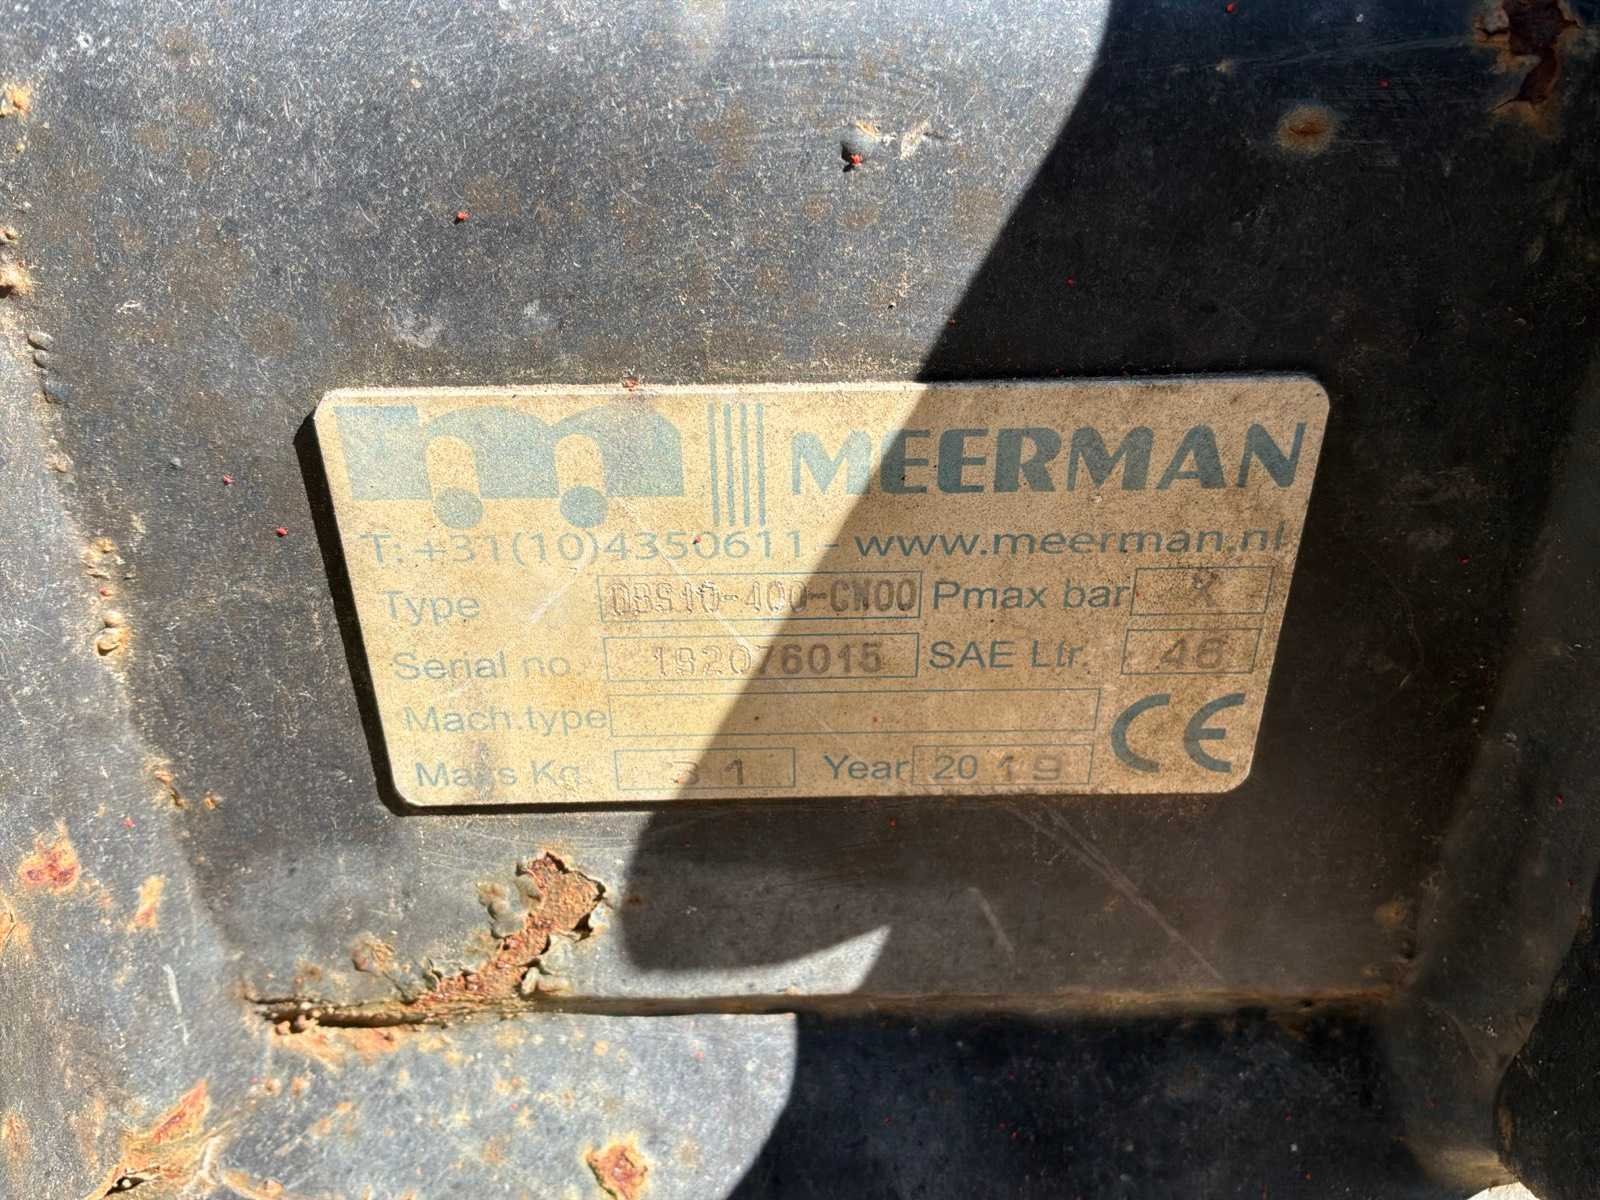 MEERMAN
T: +31(10)4350611 - www.meerman.nl
Type DBS10-400-CW00 Pmax bar X
Serial no. 192076015 SAE Ltr. 46
Mach.type
Mass Kg. 31 Year 2019 CE